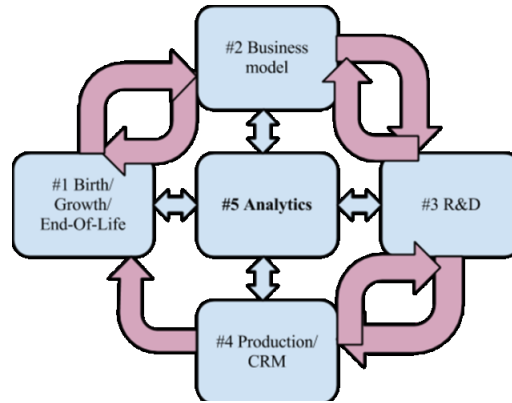 #2 Business
model
#1 Birth/
Growth/
End-Of-Life
#5 Analytics
#3 R&D
#4 Production/
CRM